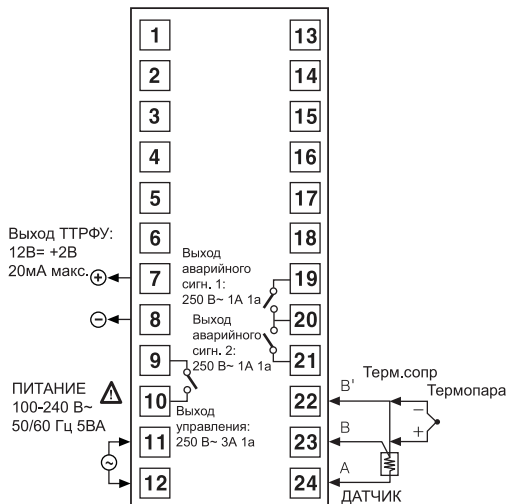 1
2
3
4
5
6
7
8
9
10
11
12
13
14
15
16
17
18
19
20
21
22
23
24
Выход ТТРФУ:
12В= +2В
20мА макс.
+
−
ПИТАНИЕ
100-240 В~
50/60 Гц 5ВА
~
Выход
аварийного
сигн. 1:
250 В~ 1А 1а
Выход
аварийного
сигн. 2:
250 В~ 1А 1а
Выход
управления:
250 В~ 3А 1а
Терм.сопр
Термопара
B'
B
A
−
+
ДАТЧИК